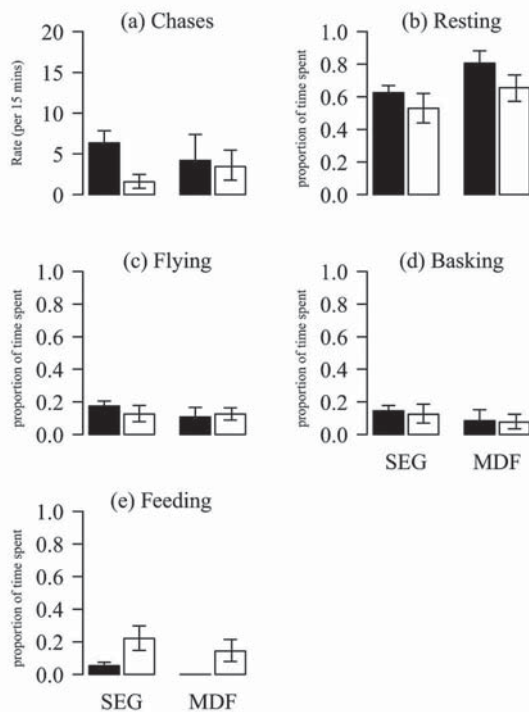 (a) Chases
Rate (per 15 mins)
20
15
10
5
0
(b) Resting
proportion of time spent
1.0
0.8
0.6
0.4
0.2
0.0
(c) Flying
proportion of time spent
1.0
0.8
0.6
0.4
0.2
0.0
(d) Basking
proportion of time spent
1.0
0.8
0.6
0.4
0.2
0.0
SEG MDF
(e) Feeding
proportion of time spent
1.0
0.8
0.6
0.4
0.2
0.0
SEG MDF